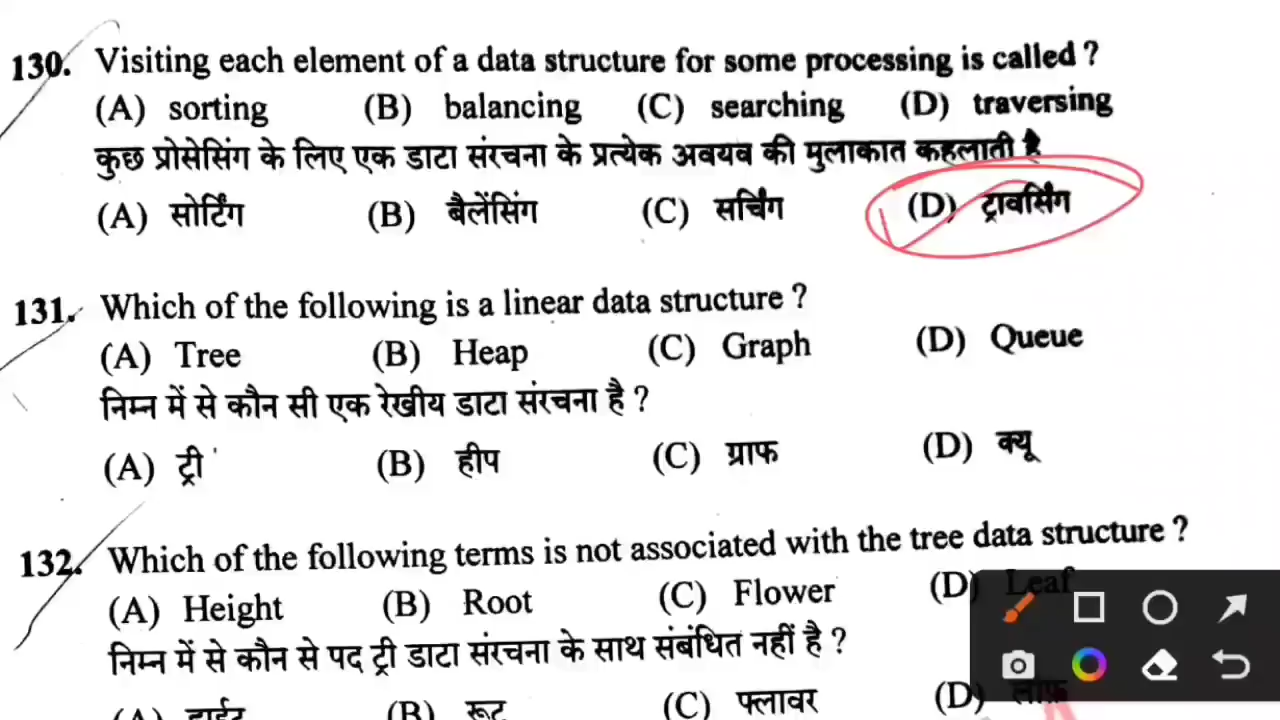 130. Visiting each element of a data structure for some processing is called ?
(A) sorting (B) balancing (C) searching (D) traversing
कुछ प्रोसेसिंग के लिए एक डाटा संरचना के प्रत्येक अवयव की मुलाकात कहलाती है
(A) सोर्टिंग (B) बैलेंसिंग (C) सर्चिंग (D) ट्रावर्सिंग
131. Which of the following is a linear data structure ?
(A) Tree (B) Heap (C) Graph (D) Queue
निम्न में से कौन सी एक रेखीय डाटा संरचना है ?
(A) ट्री (B) हीप (C) ग्राफ (D) क्यू
132. Which of the following terms is not associated with the tree data structure ?
(A) Height (B) Root (C) Flower (D) Leaf
निम्न में से कौन से पद ट्री डाटा संरचना के साथ संबंधित नहीं है ?
(A) हाईट (B) रूट (C) फ्लावर (D) लीफ